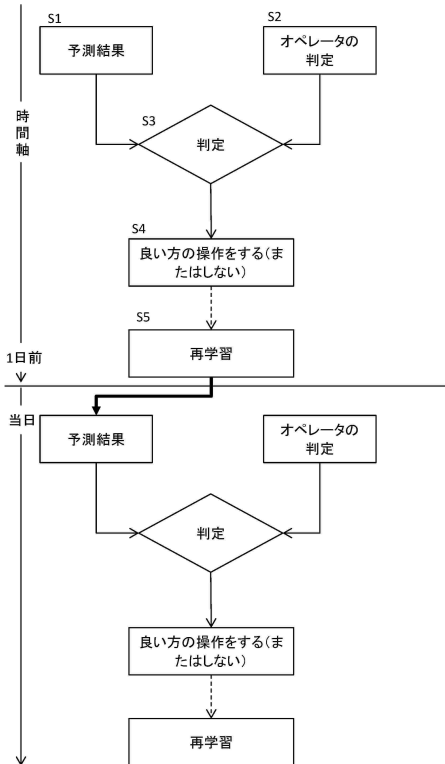 S1
S2
予測結果
オペレータの
判定
S3
時間軸
判定
S4
良い方の操作をする(ま
たはしない)
S5
再学習
1日前
当日
予測結果
オペレータの
判定
判定
良い方の操作をする(ま
たはしない)
再学習